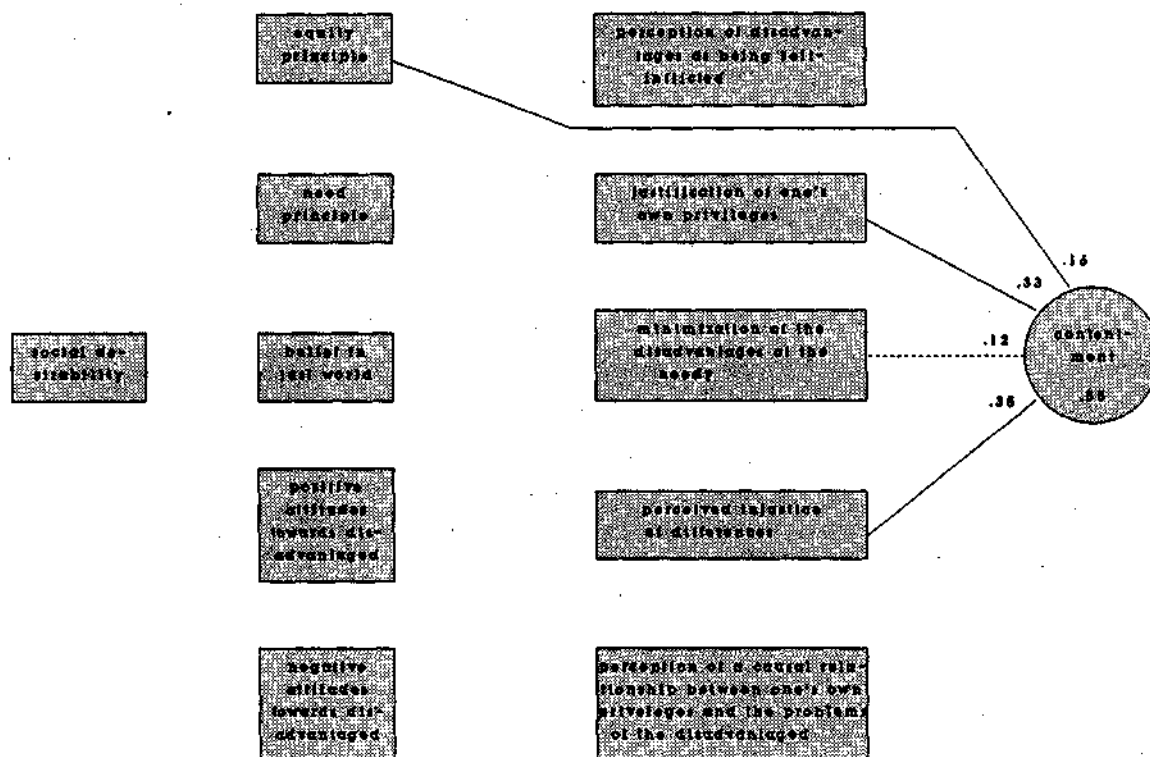 equity
principle
perception of disadvan-
tages as being self-
inflicted
need
principle
justification of one's
own privileges
.16
.33
social de-
sirability
belief in
just world
minimization of the
disadvantages of the
needy
.12
content-
ment
.35
positive
attitudes
towards dis-
advantaged
perceived injustice
of differences
negative
attitudes
towards dis-
advantaged
perception of a causal rela-
tionship between one's own
privileges and the problems
of the disadvantaged